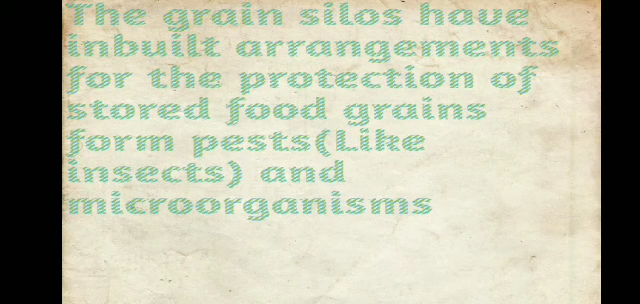 The grain silos have
inbuilt arrangements
for the protection of
stored food grains
form pests(Like
insects) and
microorganisms